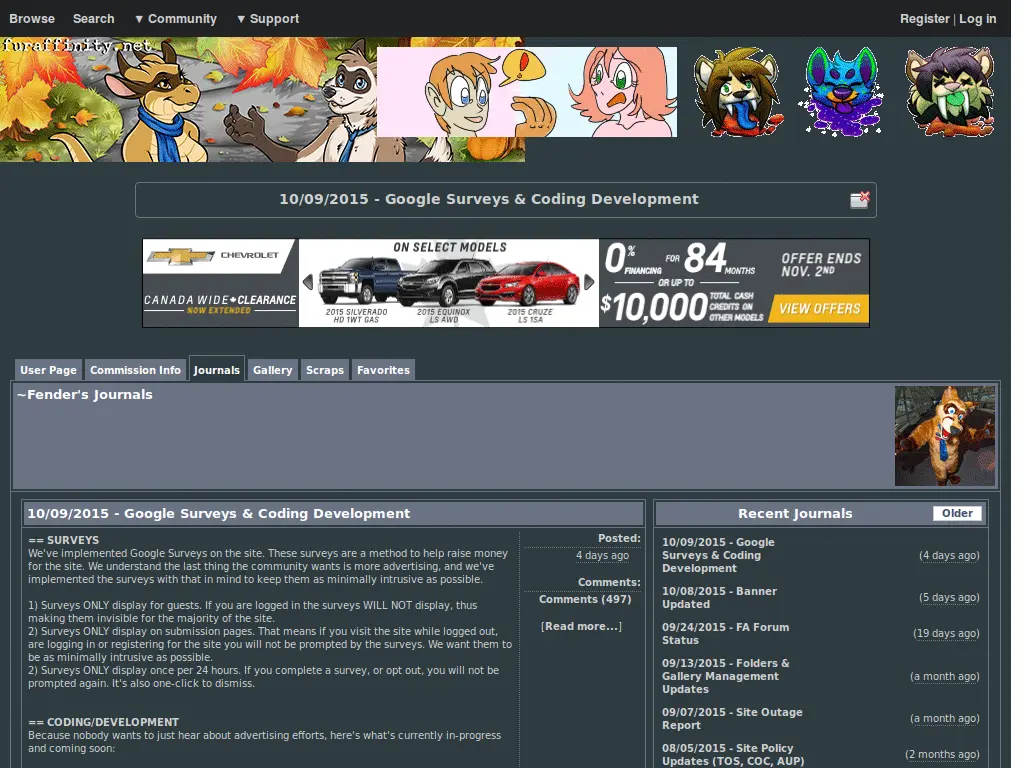 Browse Search ▼ Community ▼ Support Register | Log in
furaffinity.net
!
10/09/2015 - Google Surveys & Coding Development
CHEVROLET
CANADA WIDE CLEARANCE
NOW EXTENDED
ON SELECT MODELS
2015 SILVERADO
HD 1WT GAS
2015 EQUINOX
LS AWD
2015 CRUZE
LS 1SA
0% FINANCING FOR 84 MONTHS
OR UP TO
$10,000 TOTAL CASH
CREDITS ON
OTHER MODELS
OFFER ENDS
NOV. 2ND
VIEW OFFERS
User Page Commission Info Journals Gallery Scraps Favorites
~Fender's Journals
10/09/2015 - Google Surveys & Coding Development
== SURVEYS
We've implemented Google Surveys on the site. These surveys are a method to help raise money
for the site. We understand the last thing the community wants is more advertising, and we've
implemented the surveys with that in mind to keep them as minimally intrusive as possible.
1) Surveys ONLY display for guests. If you are logged in the surveys WILL NOT display, thus
making them invisible for the majority of the site.
2) Surveys ONLY display on submission pages. That means if you visit the site while logged out,
are logging in or registering for the site you will not be prompted by the surveys. We want them to
be as minimally intrusive as possible.
2) Surveys ONLY display once per 24 hours. If you complete a survey, or opt out, you will not be
prompted again. It's also one-click to dismiss.
== CODING/DEVELOPMENT
Because nobody wants to just hear about advertising efforts, here's what's currently in-progress
and coming soon:
Posted:
4 days ago
Comments:
Comments (497)
[Read more...]
Recent Journals Older
10/09/2015 - Google
Surveys & Coding
Development
(4 days ago)
10/08/2015 - Banner
Updated
(5 days ago)
09/24/2015 - FA Forum
Status
(19 days ago)
09/13/2015 - Folders &
Gallery Management
Updates
(a month ago)
09/07/2015 - Site Outage
Report
(a month ago)
08/05/2015 - Site Policy
Updates (TOS, COC, AUP)
(2 months ago)